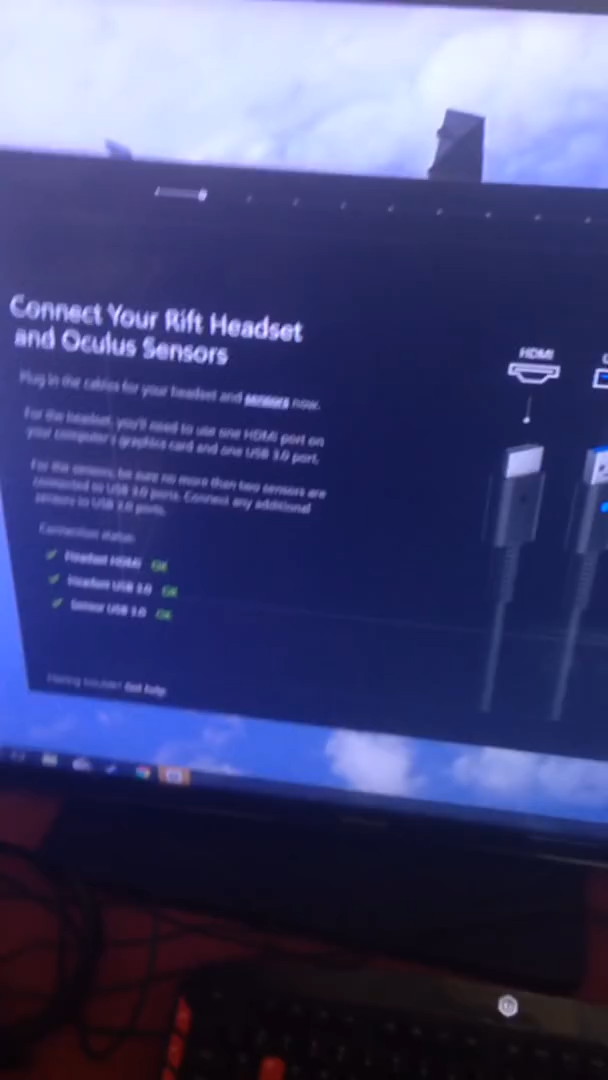 Connect Your Rift Headset
and Oculus Sensors
HDMI
Plug in the cables for your headset and sensors now.
For the headset, you'll need to use one HDMI port on
your computer's graphics card and one USB 3.0 port.
For the sensors, be sure no more than two sensors are
connected to USB 3.0 ports. Connect any additional
sensors to USB 2.0 ports.
Connection status
Headset HDMI OK
Headset USB 3.0 OK
Sensor USB 3.0 OK
Having trouble? Get help